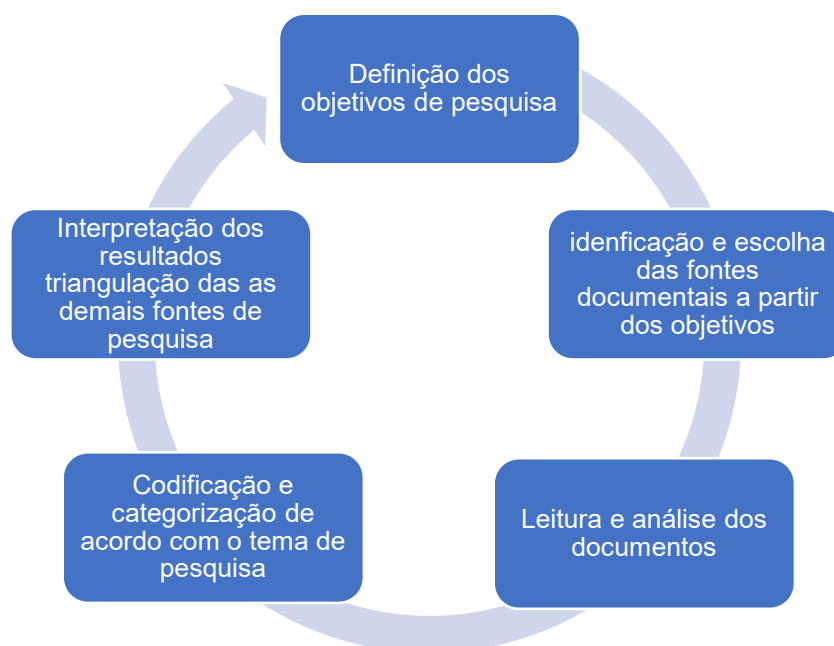 Definição dos
objetivos de pesquisa
idenficação e escolha
das fontes
documentais a partir
dos objetivos
Leitura e análise dos
documentos
Codificação e
categorização de
acordo com o tema de
pesquisa
Interpretação dos
resultados
triangulação das as
demais fontes de
pesquisa